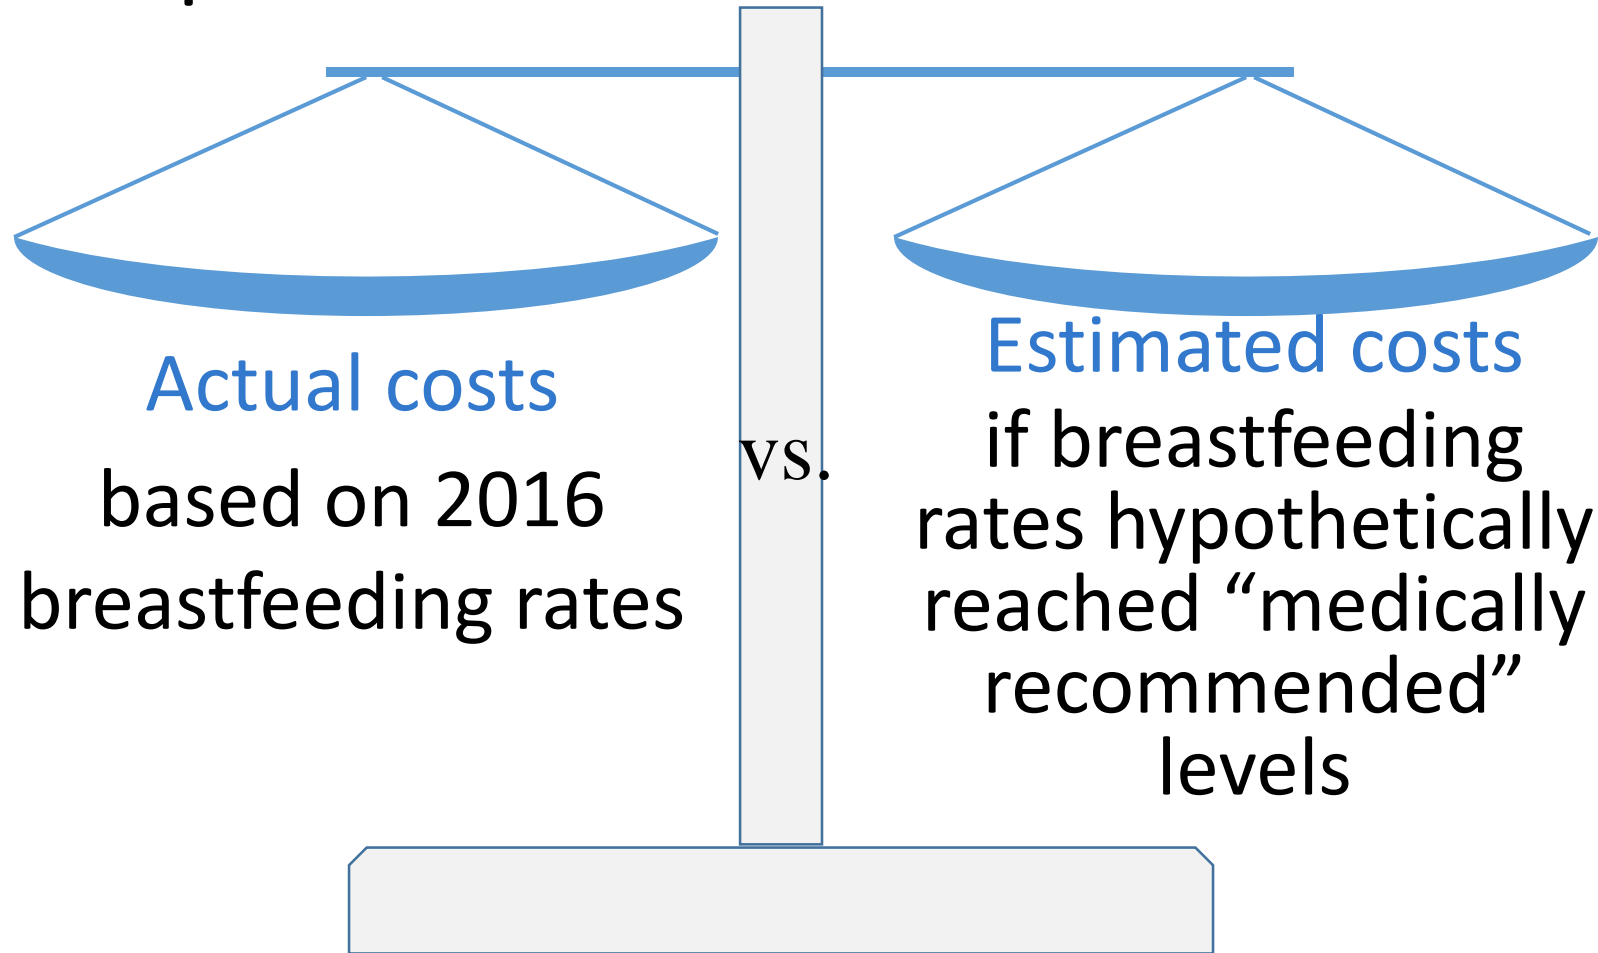 Actual costs
based on 2016
breastfeeding rates
vs.
Estimated costs
if breastfeeding
rates hypothetically
reached “medically
recommended”
levels